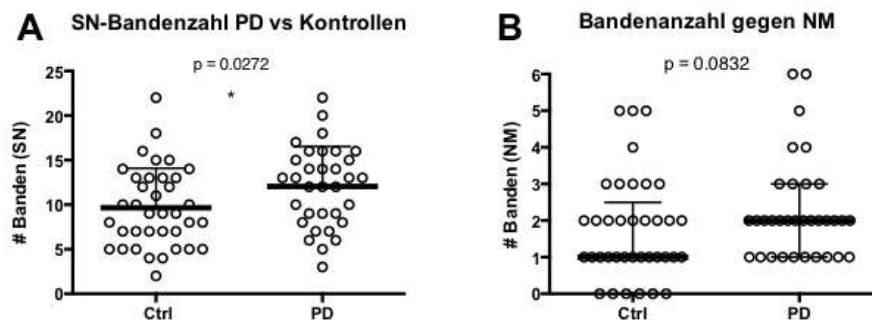 A
SN-Bandenzahl PD vs Kontrollen
p = 0.0272
*
# Banden (SN)
25
20
15
10
5
0
Ctrl
PD
B
Bandenanzahl gegen NM
p = 0.0832
# Banden (NM)
6
5
4
3
2
1
0
Ctrl
PD